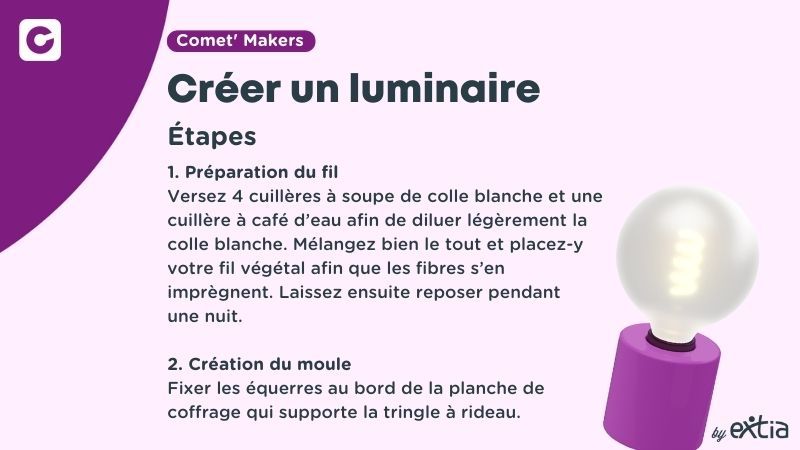 Comet' Makers
Créer un luminaire
Étapes
1. Préparation du fil
Versez 4 cuillères à soupe de colle blanche et une
cuillère à café d’eau afin de diluer légèrement la
colle blanche. Mélangez bien le tout et placez-y
votre fil végétal afin que les fibres s’en
imprègnent. Laissez ensuite reposer pendant
une nuit.
2. Création du moule
Fixer les équerres au bord de la planche de
coffrage qui supporte la tringle à rideau.
by extia